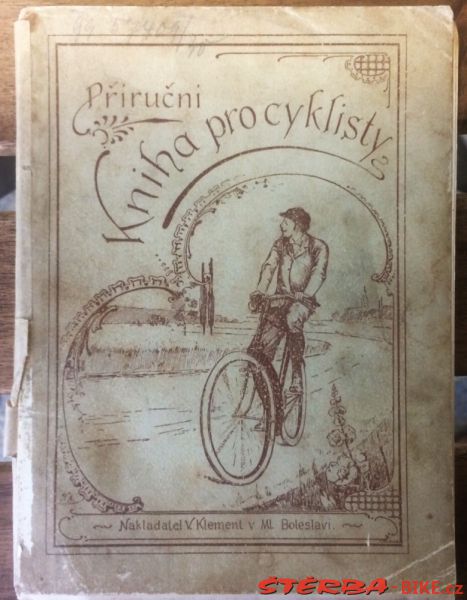 Příruční
Kniha pro cyklisty
Nakladatel V. Klement v Ml. Boleslavi.
ŠTĚRBA-BIKE.cz